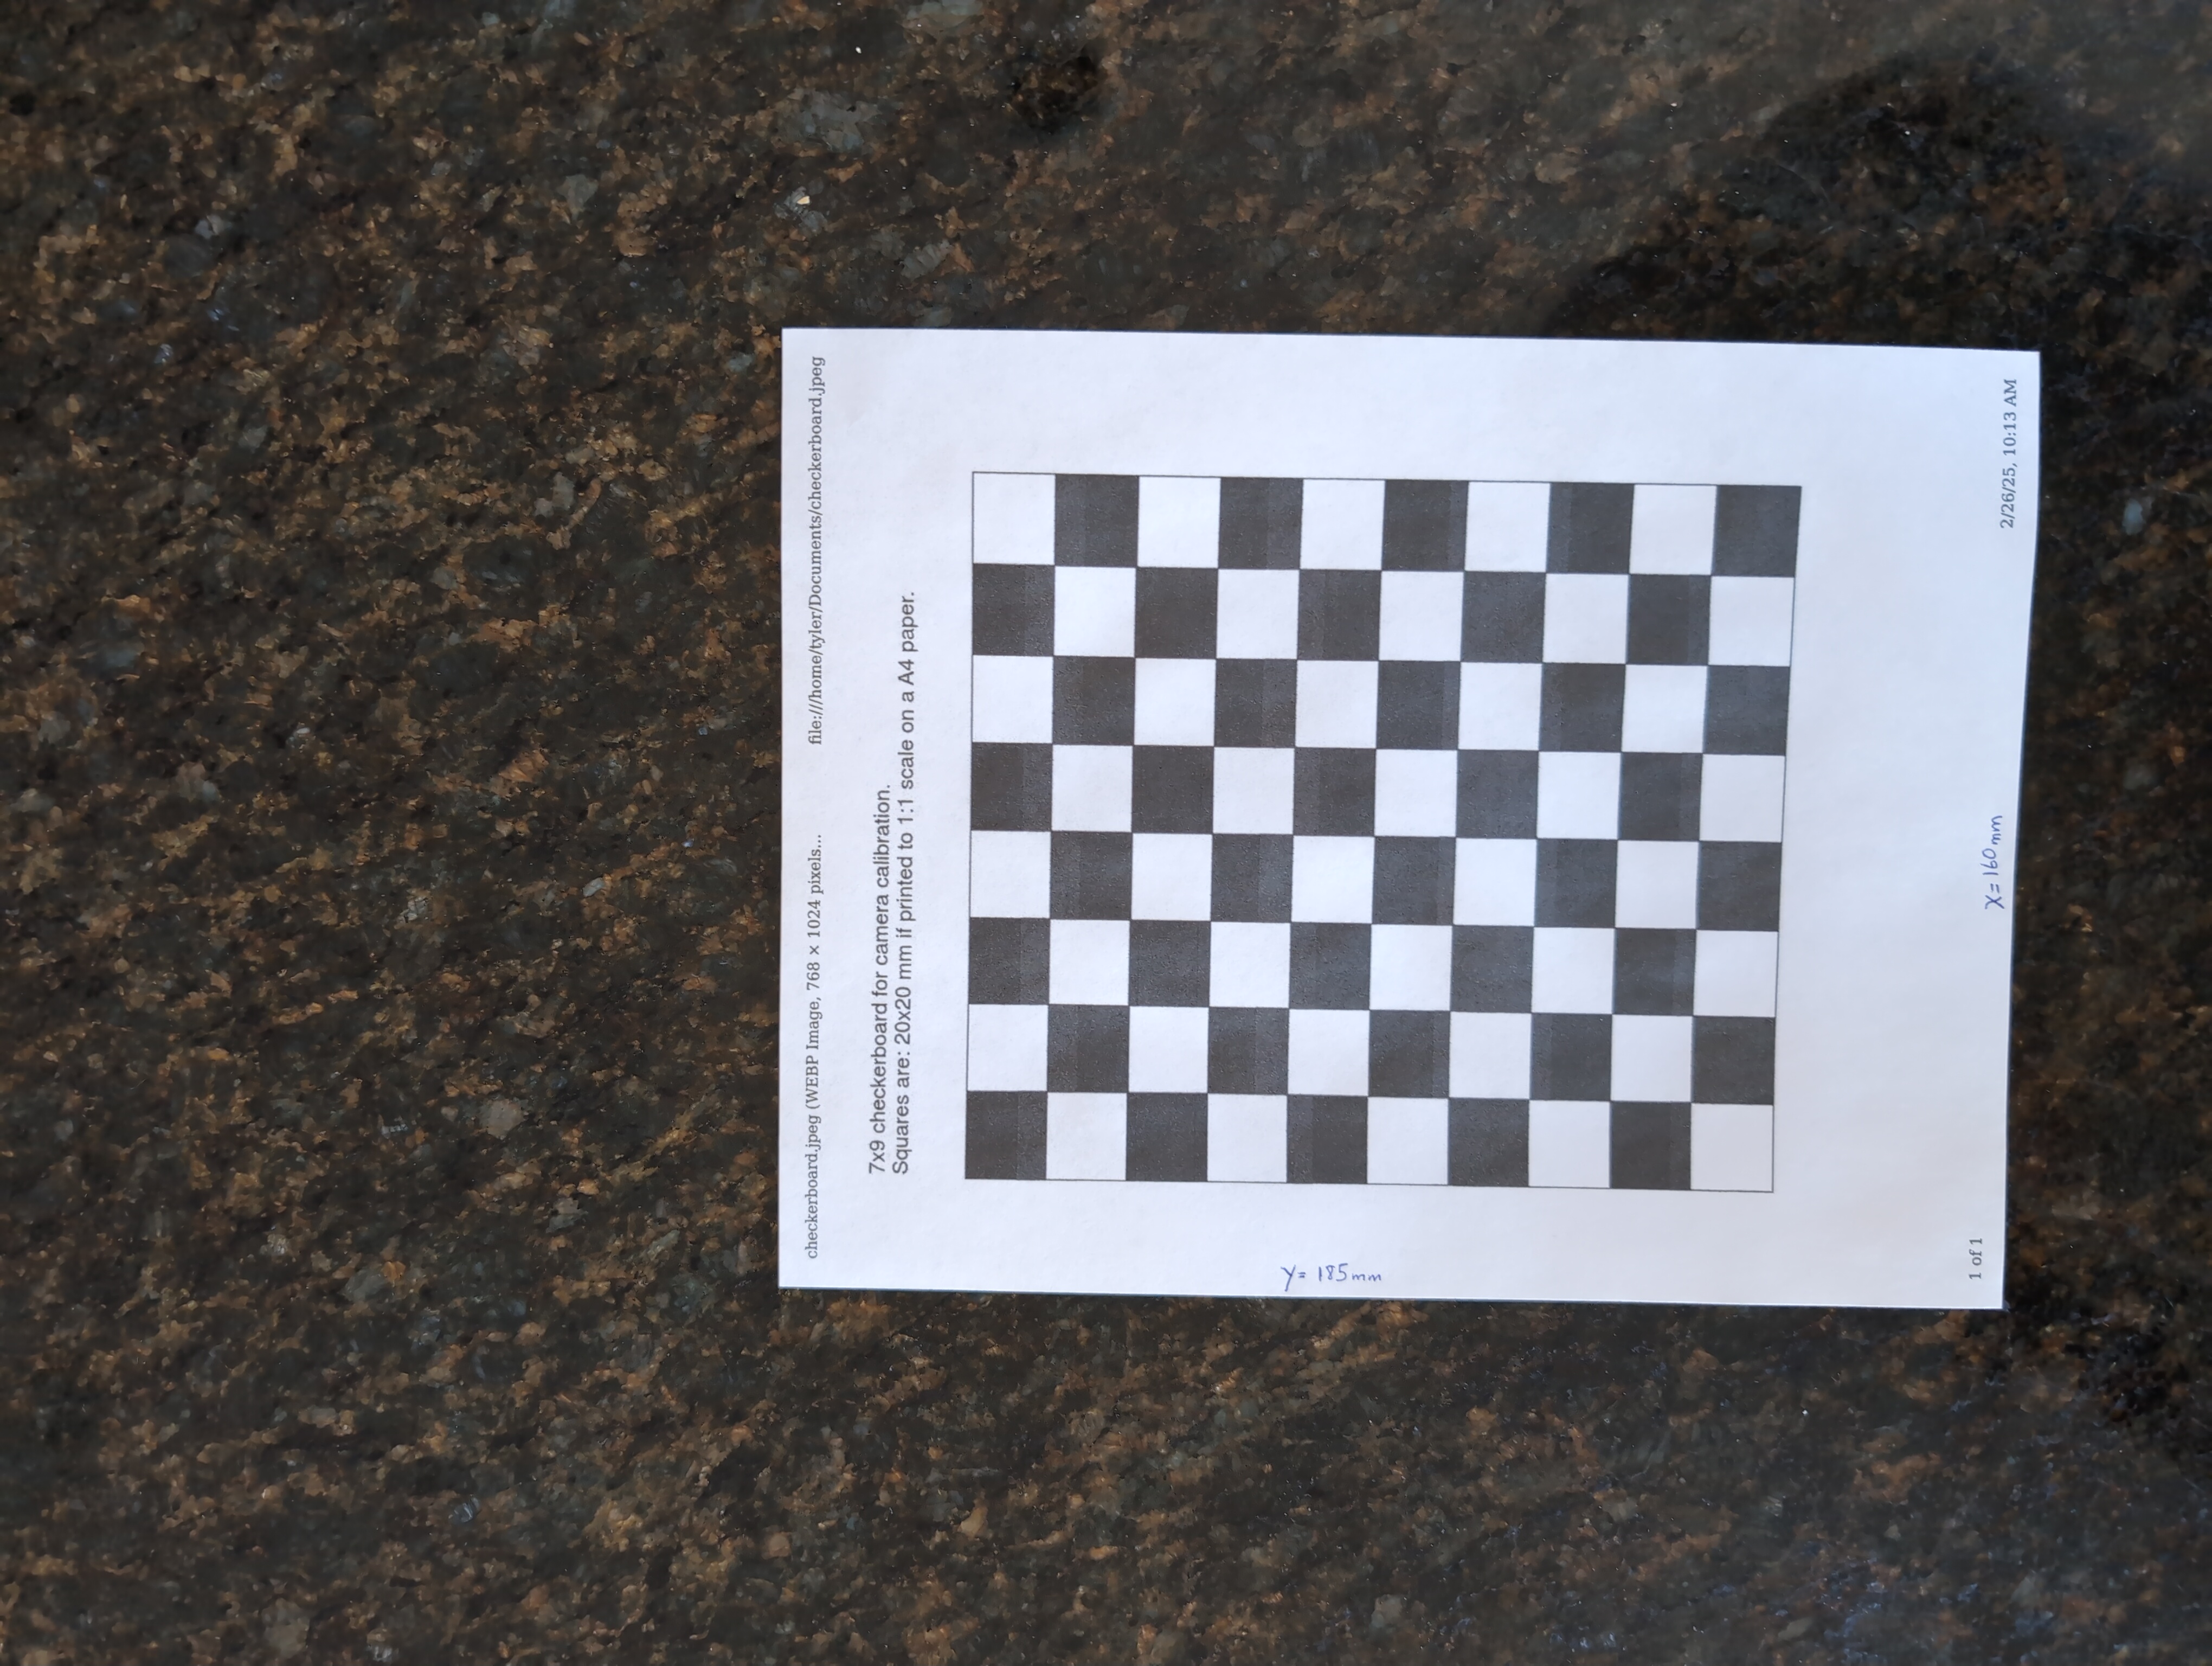 checkerboard.jpeg (WEBP Image, 768 × 1024 pixels... file:///home/tyler/Documents/checkerboard.jpeg
7x9 checkerboard for camera calibration.
Squares are: 20x20 mm if printed to 1:1 scale on a A4 paper.
Y=185mm
1 of 1
X=160mm
2/26/25, 10:13 AM